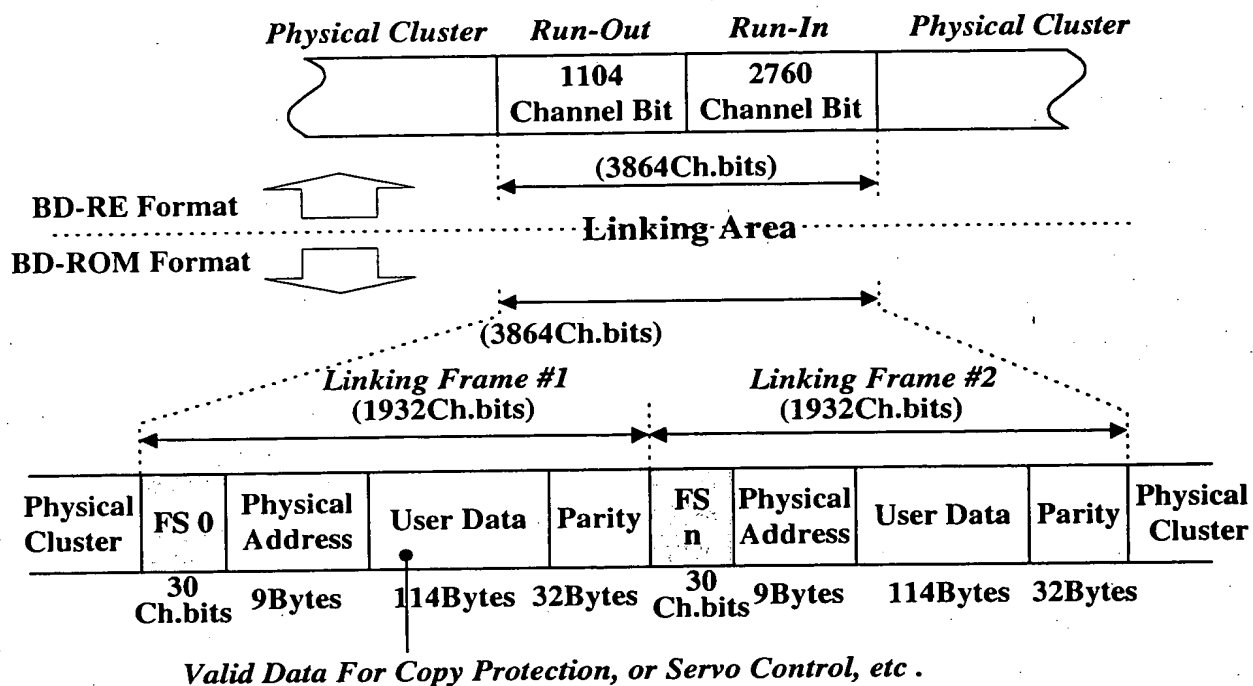 Physical Cluster Run-Out Run-In Physical Cluster
1104 Channel Bit
2760 Channel Bit
(3864Ch.bits)
BD-RE Format
Linking Area
BD-ROM Format
(3864Ch.bits)
Linking Frame #1 Linking Frame #2
(1932Ch.bits) (1932Ch.bits)
Physical Cluster
FS 0
Physical Address
User Data
Parity
FS n
Physical Address
User Data
Parity
Physical Cluster
30 Ch.bits
9Bytes
114Bytes
32Bytes
30 Ch.bits
9Bytes
114Bytes
32Bytes
Valid Data For Copy Protection, or Servo Control, etc .